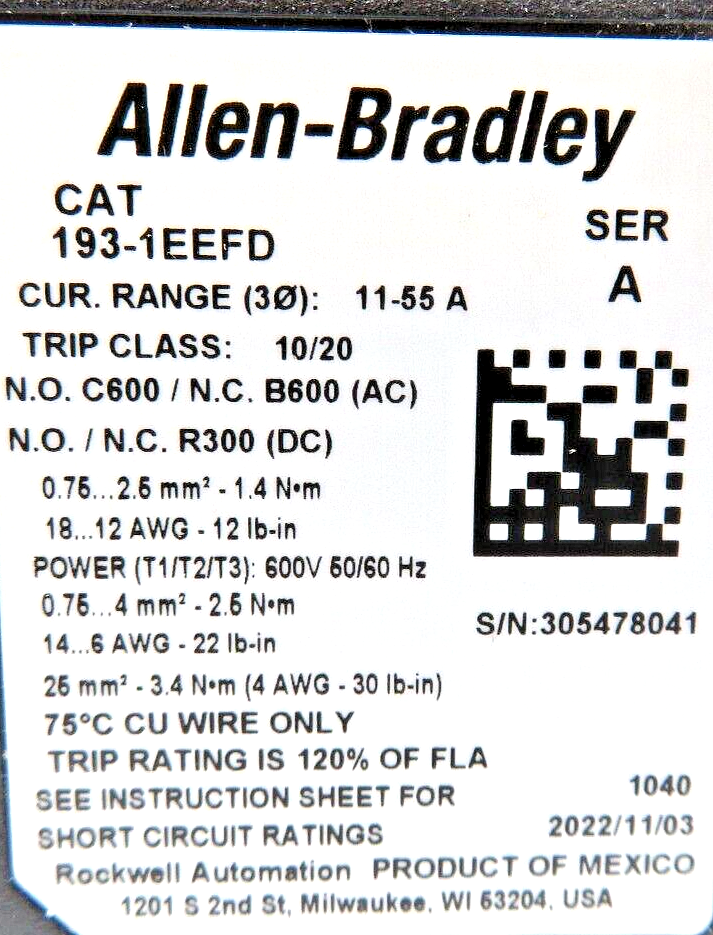 Allen-Bradley
CAT
193-1EEFD
SER
A
CUR. RANGE (3Ø): 11-55 A
TRIP CLASS: 10/20
N.O. C600 / N.C. B600 (AC)
N.O. / N.C. R300 (DC)
0.75...2.5 mm² - 1.4 N•m
18...12 AWG - 12 lb-in
POWER (T1/T2/T3): 600V 50/60 Hz
0.75...4 mm² - 2.5 N•m
14...6 AWG - 22 lb-in
25 mm² - 3.4 N•m (4 AWG - 30 lb-in)
S/N:305478041
75°C CU WIRE ONLY
TRIP RATING IS 120% OF FLA
SEE INSTRUCTION SHEET FOR
SHORT CIRCUIT RATINGS
1040
2022/11/03
Rockwell Automation PRODUCT OF MEXICO
1201 S 2nd St, Milwaukee, WI 53204, USA